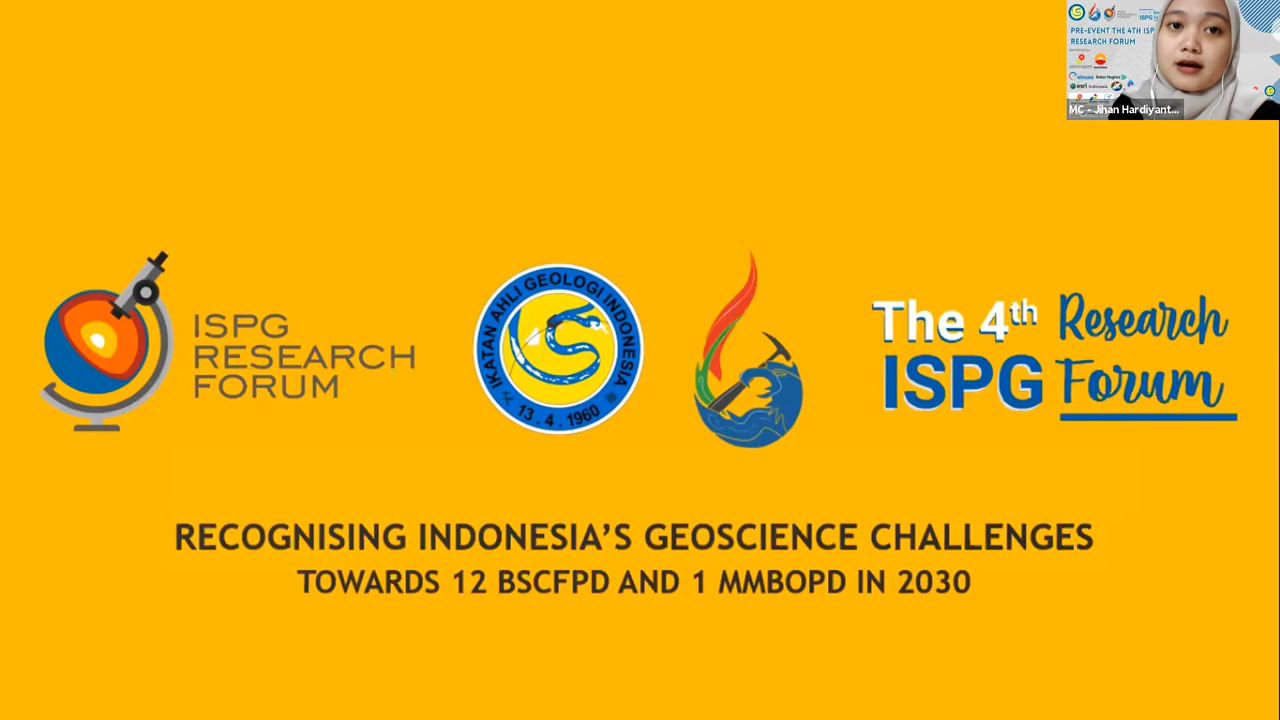 PRE-EVENT THE 4TH ISP
RESEARCH FORUM
MC - Jihan Hardiyant...
ISPG
RESEARCH
FORUM
IKATAN AHLI GEOLOGI INDONESIA
13 . 4 . 1960
The 4th Research
ISPG Forum
RECOGNISING INDONESIA’S GEOSCIENCE CHALLENGES
TOWARDS 12 BSCFPD AND 1 MMBOPD IN 2030